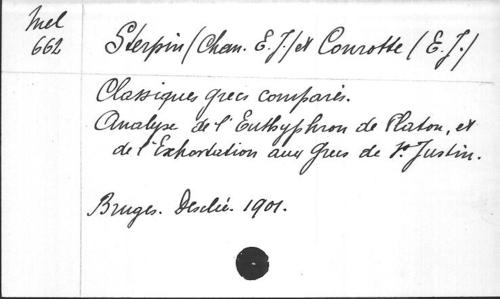 Mel
662
Sterpin (Chan. E. J.) et Courotte (E. J.)
Classiques grecs comparés.
Analyse de l'Euthyphron de Platon, et
de l'Exhortation aux Grecs de St Justin.
Bruges. Desclée. 1901.